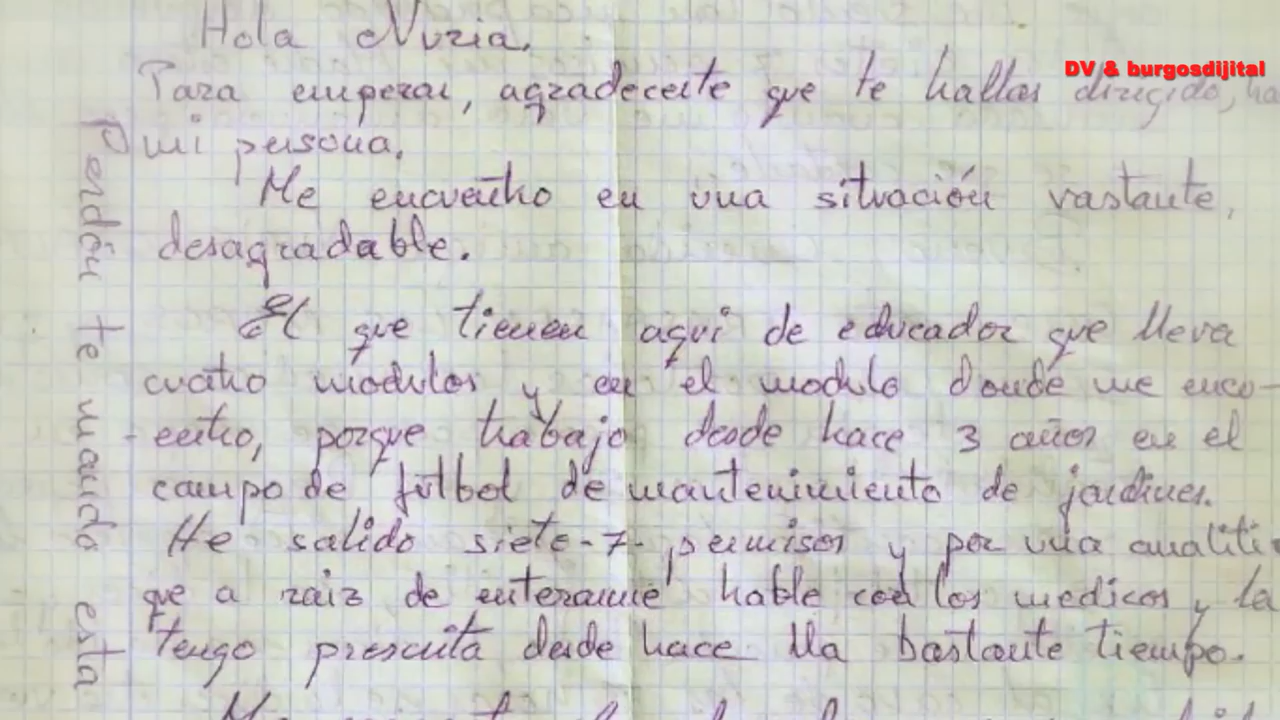 Hola Nuria.
DV & burgosdijital
Para emperar, agradecerte que te hallas dirigido, ha
mi persona.
Me encuentro en una situación vastante,
desagradable.
El que tienen aqui de educador que lleva
cuatro modulos y en el modulo donde me enco-
-entro, porque trabajo desde hace 3 años en el
campo de fútbol de mantenimiento de jardines.
He salido siete-7- permisos y por una analiti
que a raiz de enterarme hable con los medicos y la
tengo prescrita desde hace lla bastante tiempo.
Perdón te mando esta